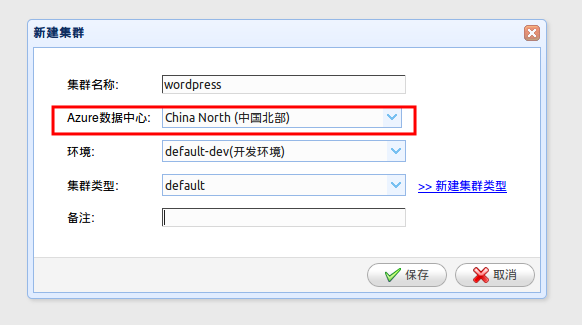 新建集群
集群名称: wordpress
Azure数据中心: China North (中国北部)
环境: default-dev(开发环境)
集群类型: default >> 新建集群类型
备注:
保存 取消